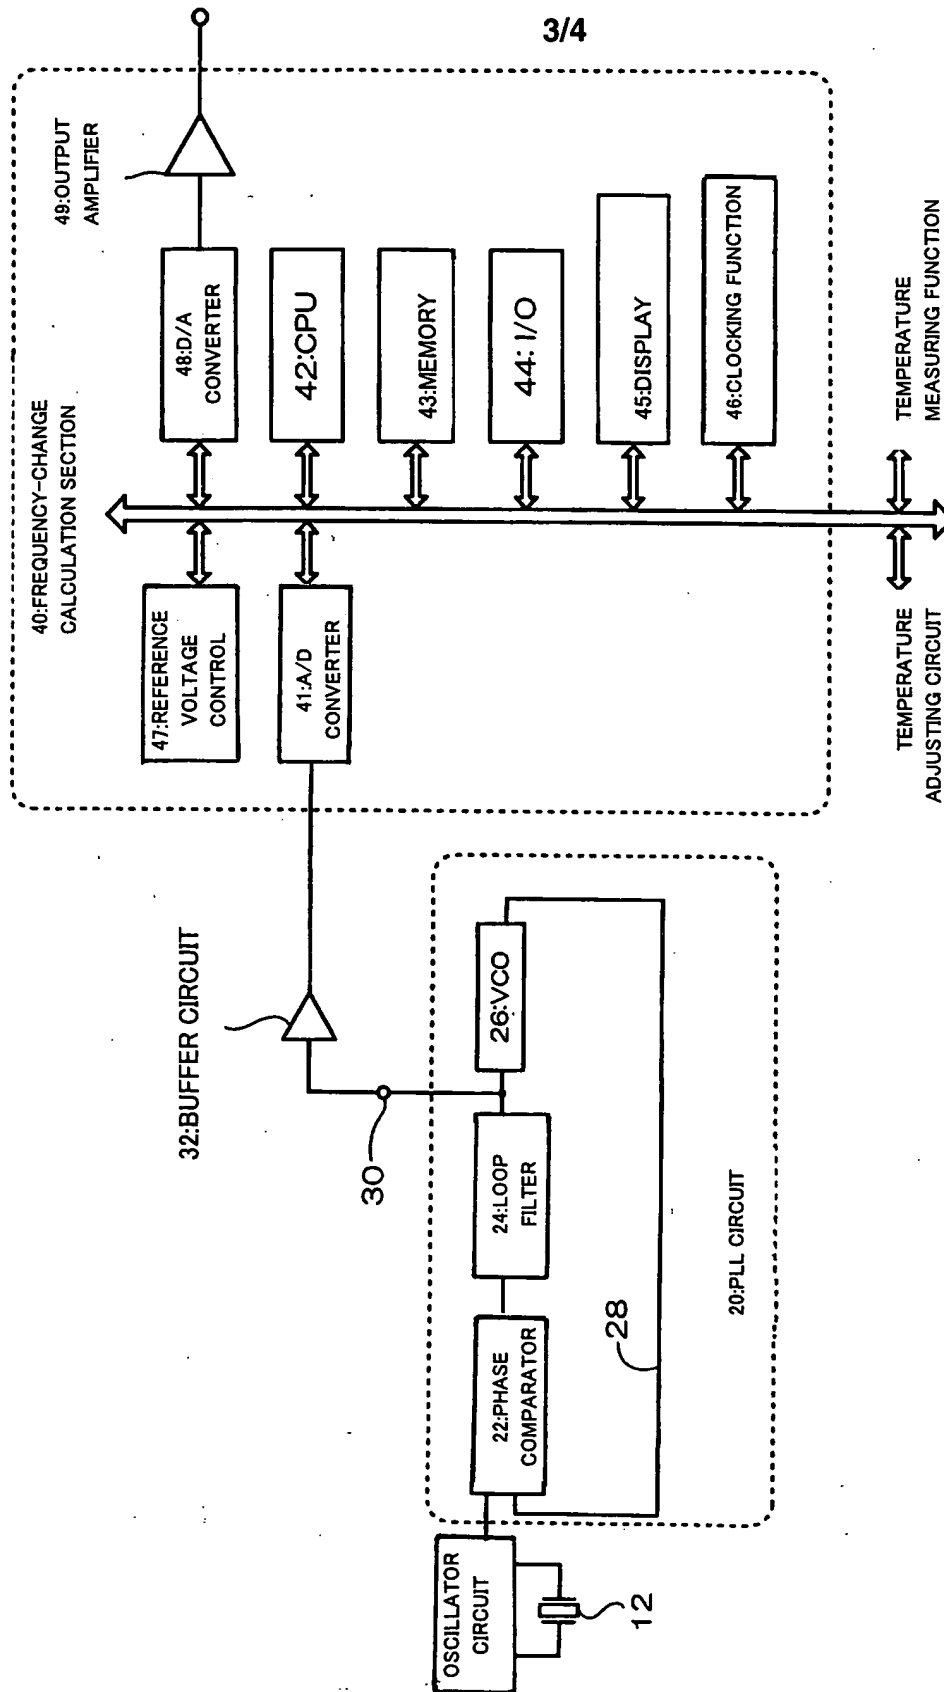 3/4
49:OUTPUT
AMPLIFIER
40:FREQUENCY-CHANGE
CALCULATION SECTION
48:D/A
CONVERTER
42:CPU
43:MEMORY
44: I/O
45:DISPLAY
46:CLOCKING FUNCTION
47:REFERENCE
VOLTAGE
CONTROL
41:A/D
CONVERTER
TEMPERATURE
MEASURING FUNCTION
TEMPERATURE
ADJUSTING CIRCUIT
32:BUFFER CIRCUIT
30
26:VCO
24:LOOP
FILTER
22:PHASE
COMPARATOR
28
20:PLL CIRCUIT
OSCILLATOR
CIRCUIT
12